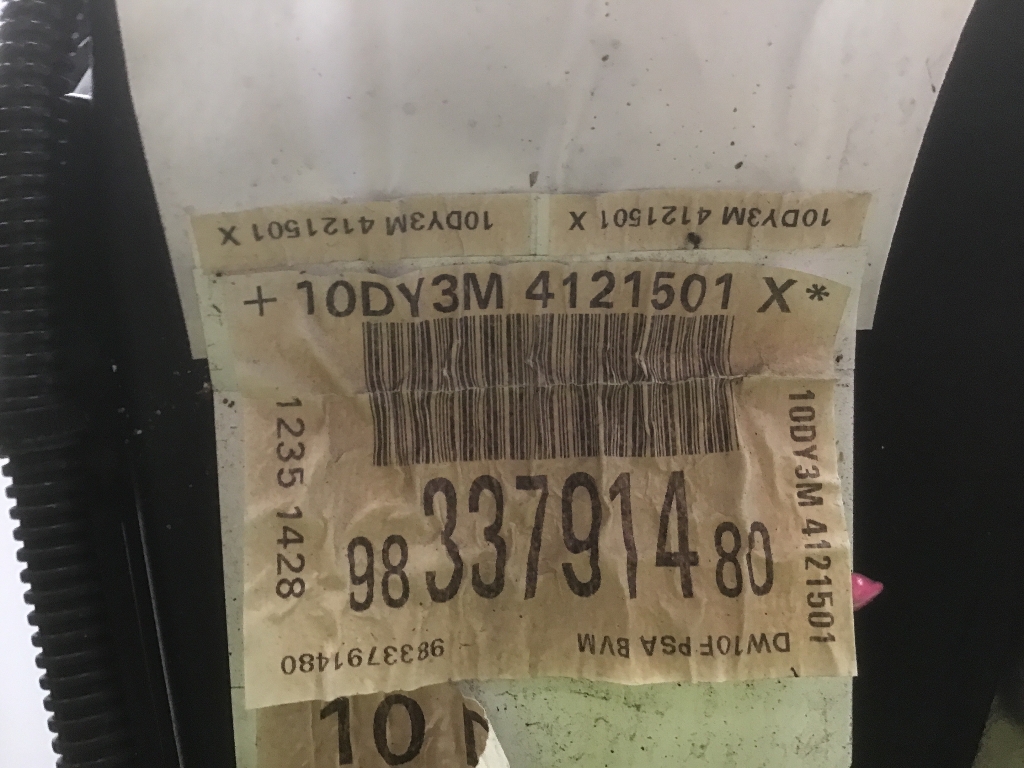 10DY3M 4121501 X
10DY3M 4121501 X
+ 10DY3M 4121501 X*
1235 1428
10DY3M 4121501
98 337914 80
9833791480
DW10F PSA BVM
10